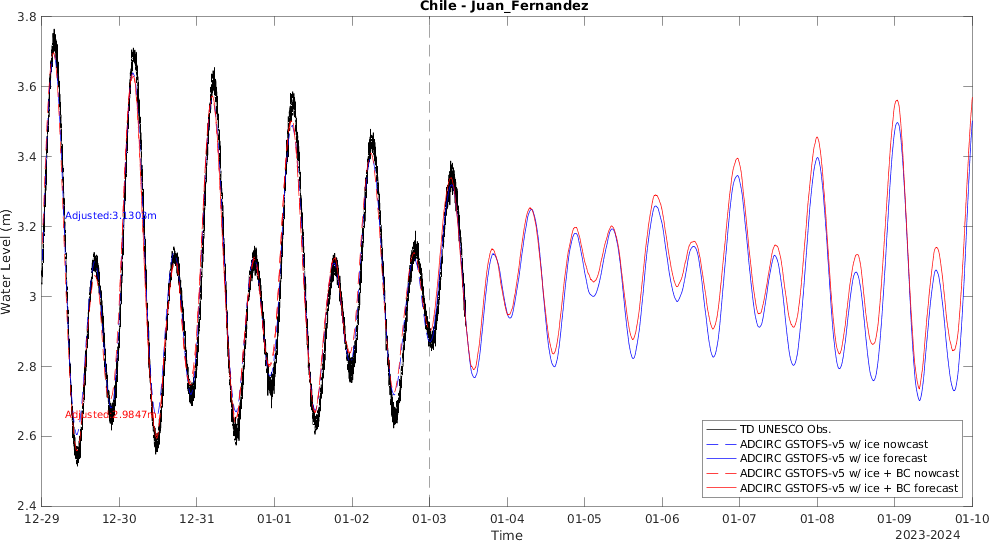 Chile - Juan_Fernandez
3.8
3.6
3.4
3.2
3
2.8
2.6
2.4
Water Level (m)
Adjusted:3.1303m
Adjusted:2.9847m
TD UNESCO Obs.
ADCIRC GSTOFS-v5 w/ ice nowcast
ADCIRC GSTOFS-v5 w/ ice forecast
ADCIRC GSTOFS-v5 w/ ice + BC nowcast
ADCIRC GSTOFS-v5 w/ ice + BC forecast
12-29 12-30 12-31 01-01 01-02 01-03 01-04 01-05 01-06 01-07 01-08 01-09 01-10
Time
2023-2024